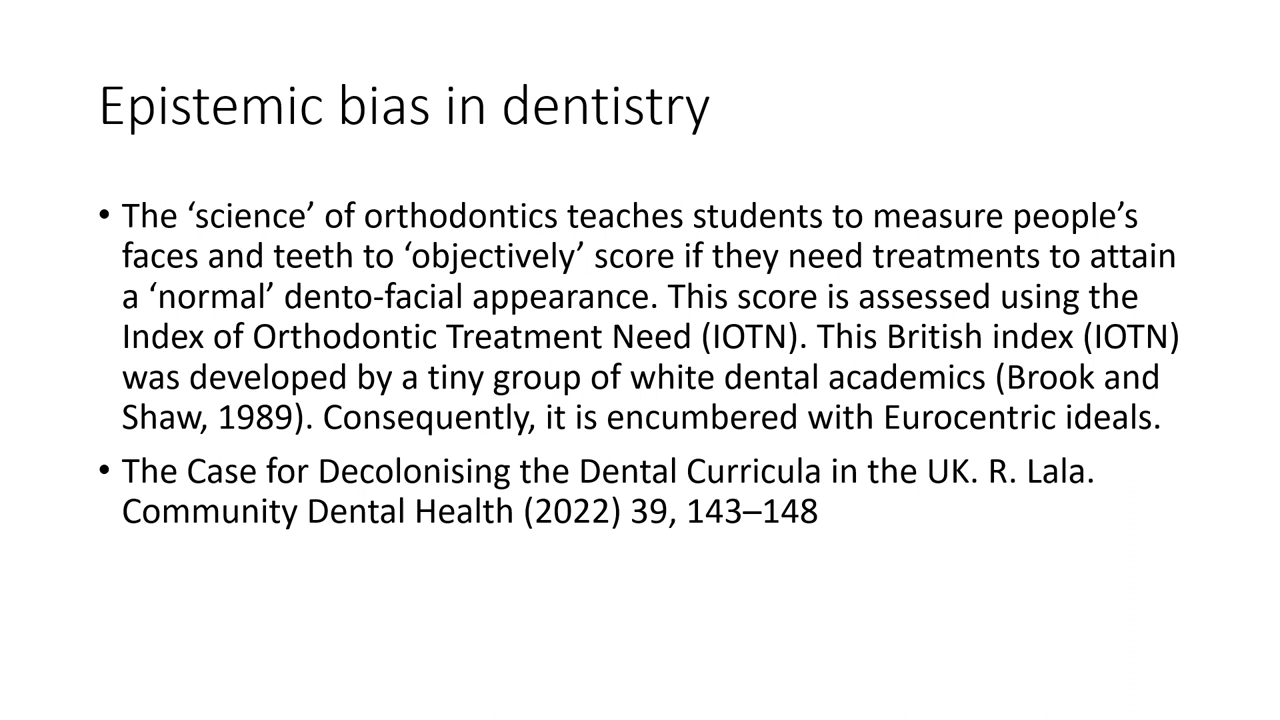 Epistemic bias in dentistry
• The ‘science’ of orthodontics teaches students to measure people’s
faces and teeth to ‘objectively’ score if they need treatments to attain
a ‘normal’ dento-facial appearance. This score is assessed using the
Index of Orthodontic Treatment Need (IOTN). This British index (IOTN)
was developed by a tiny group of white dental academics (Brook and
Shaw, 1989). Consequently, it is encumbered with Eurocentric ideals.
• The Case for Decolonising the Dental Curricula in the UK. R. Lala.
Community Dental Health (2022) 39, 143–148